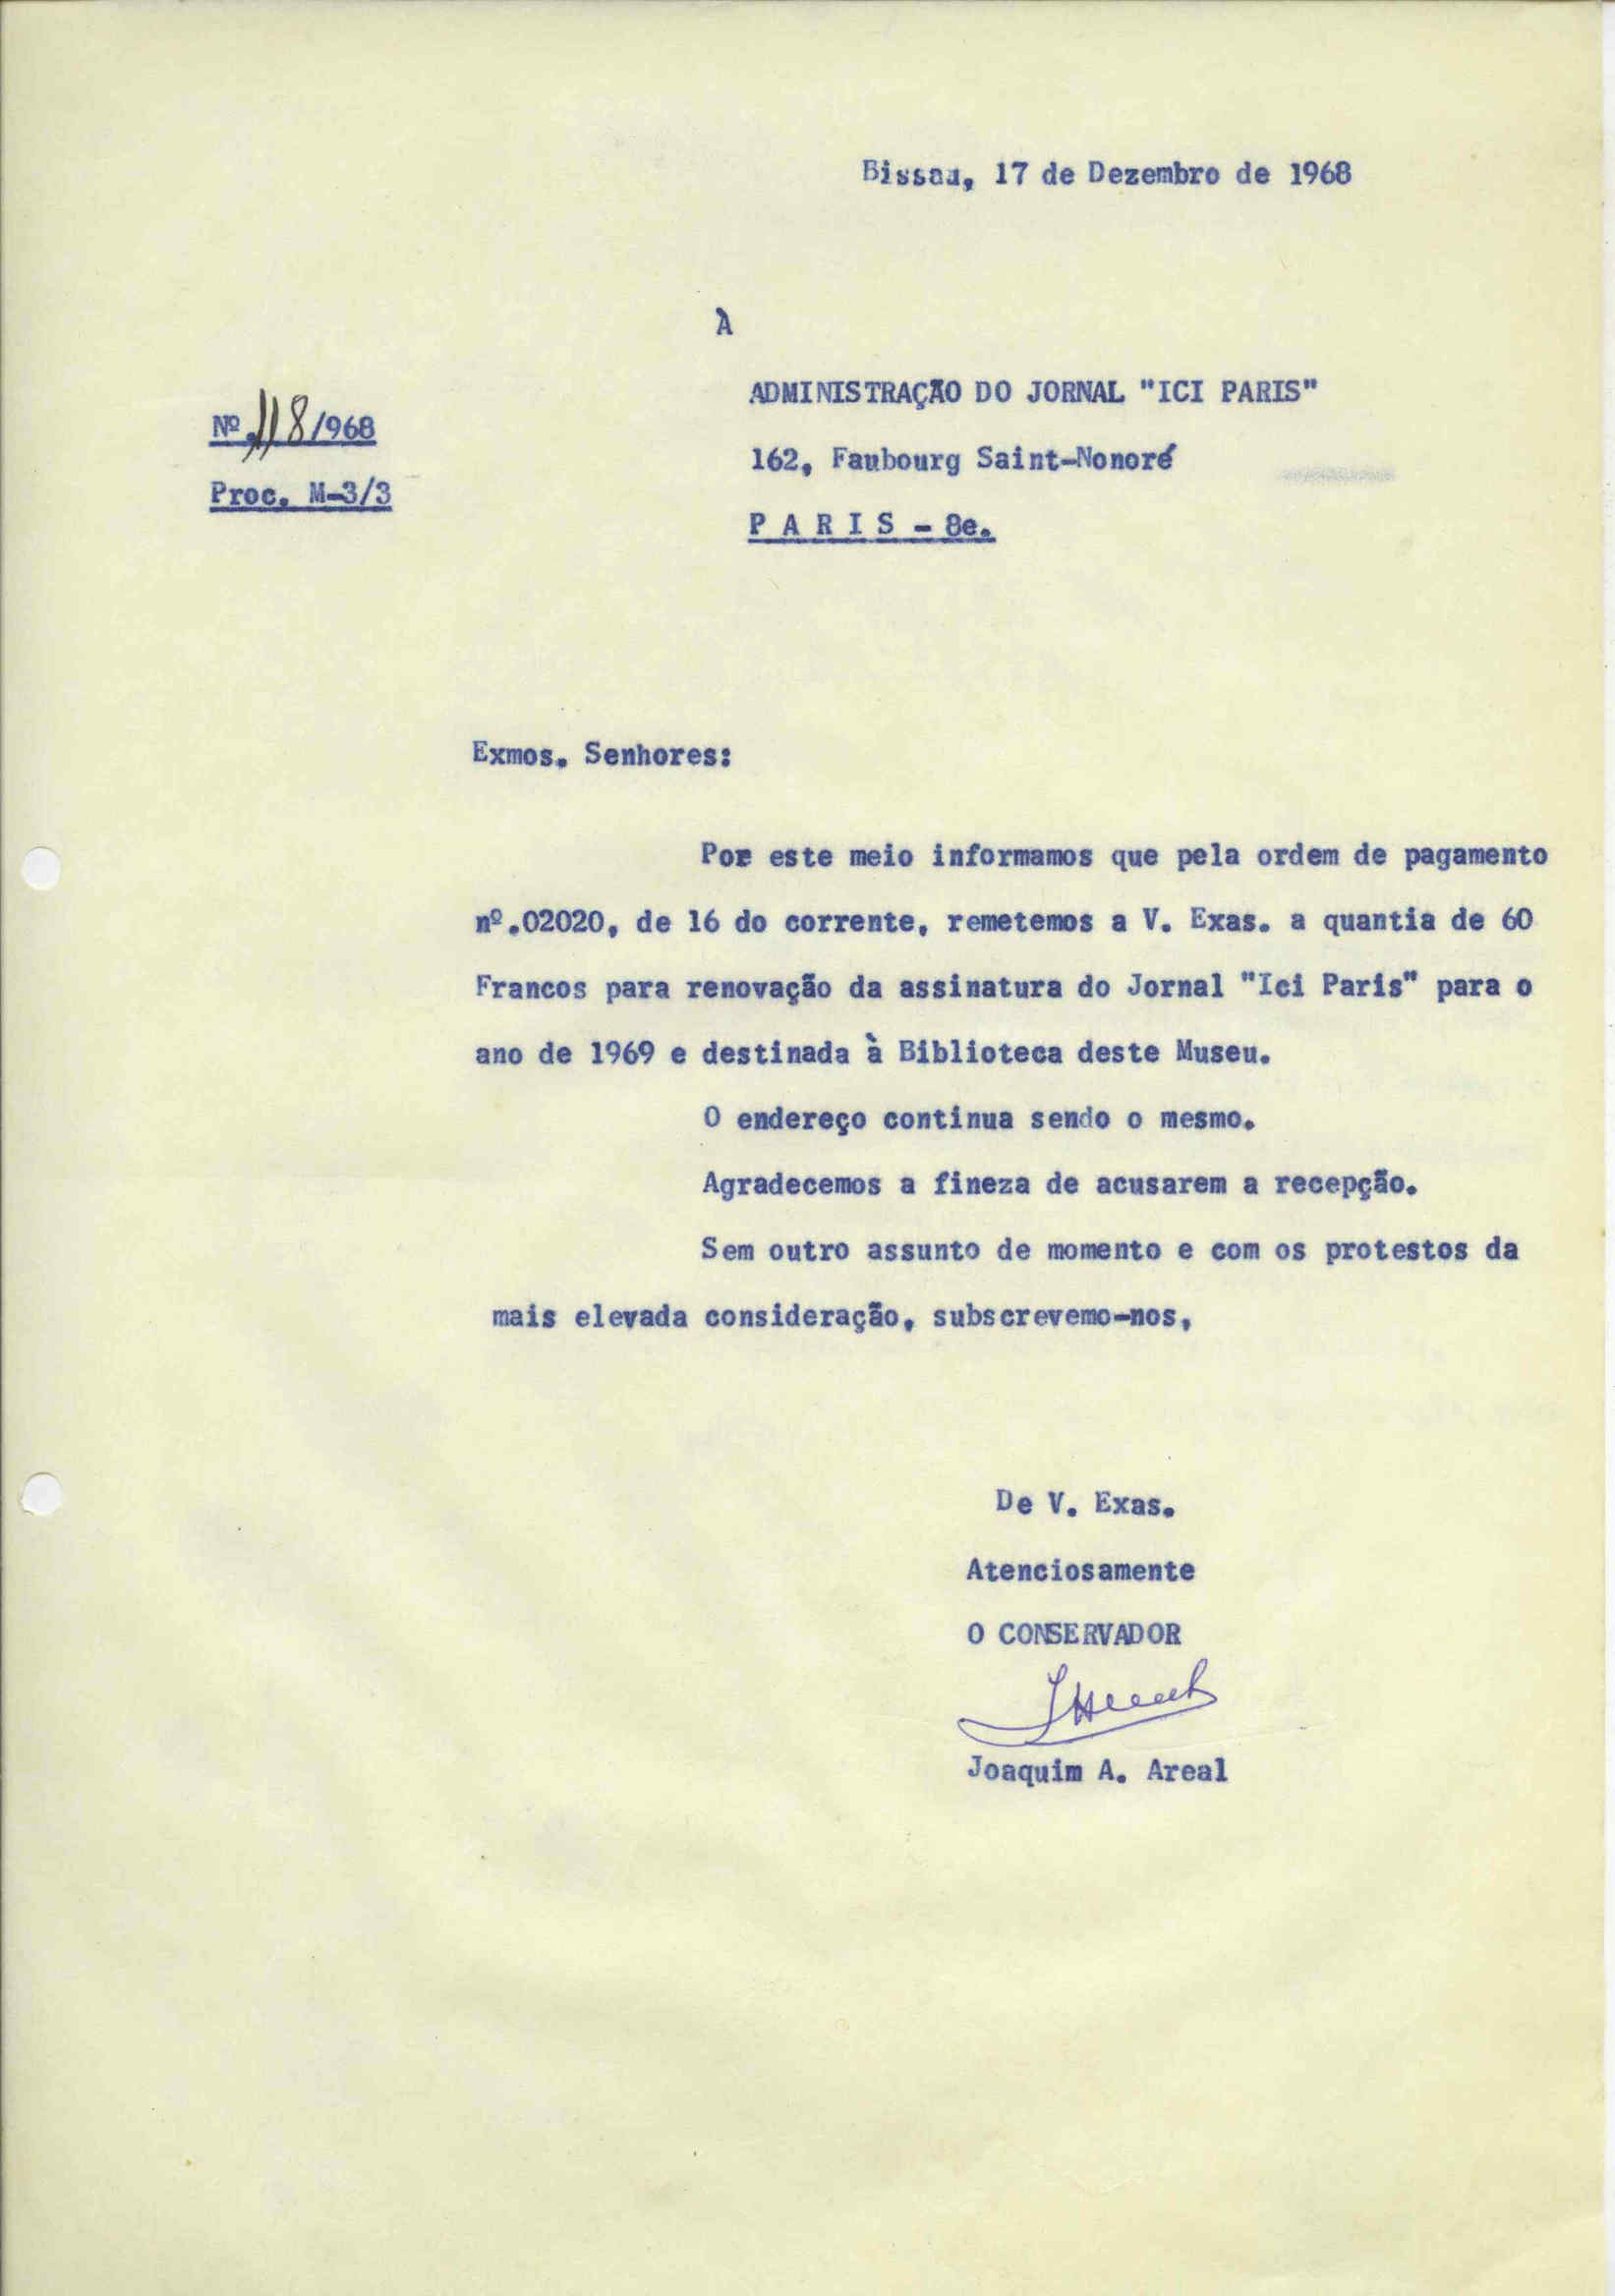 Bissau, 17 de Dezembro de 1968
À
ADMINISTRAÇÃO DO JORNAL "ICI PARIS"
Nº.118/968
162, Faubourg Saint-Nonoré
Proc. M-3/3
P A R I S - 8e.
Exmos. Senhores:
Por este meio informamos que pela ordem de pagamento
nº.02020, de 16 do corrente, remetemos a V. Exas. a quantia de 60
Francos para renovação da assinatura do Jornal "Ici Paris" para o
ano de 1969 e destinada à Biblioteca deste Museu.
O endereço continua sendo o mesmo.
Agradecemos a fineza de acusarem a recepção.
Sem outro assunto de momento e com os protestos da
mais elevada consideração, subscrevemo-nos,
De V. Exas.
Atenciosamente
O CONSERVADOR
Joaquim A. Areal